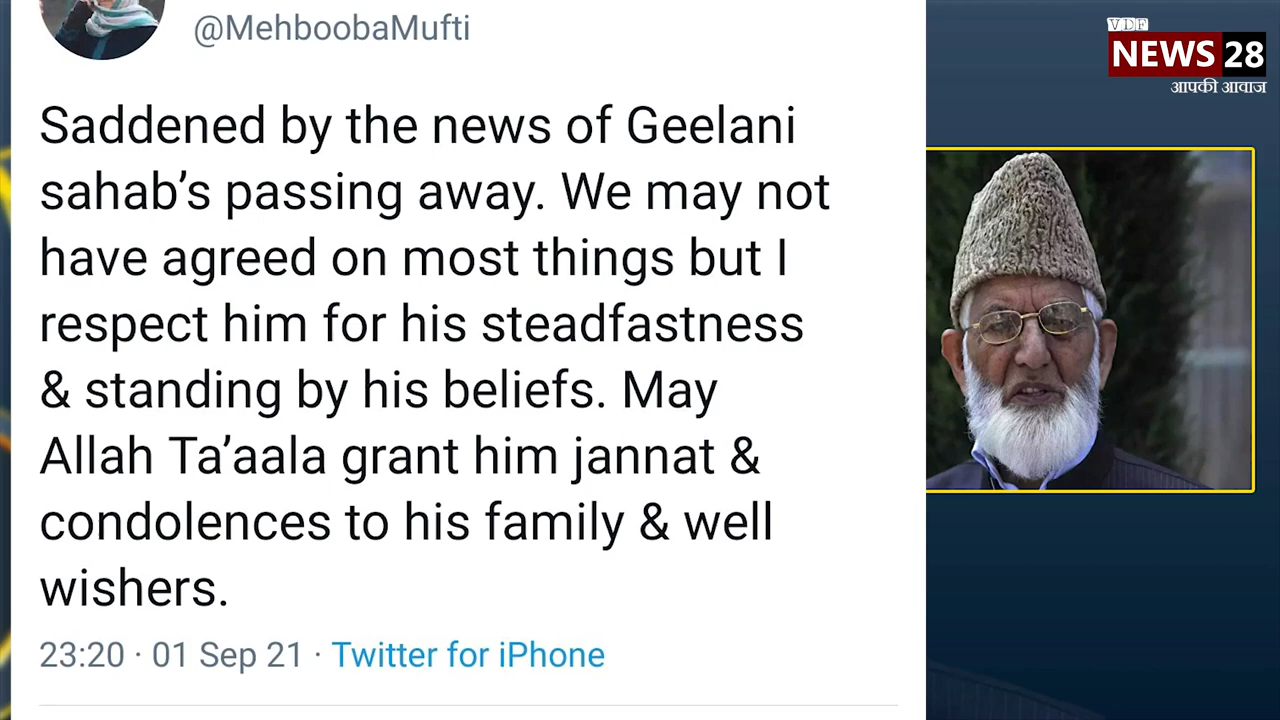 @MehboobaMufti
Saddened by the news of Geelani
sahab’s passing away. We may not
have agreed on most things but I
respect him for his steadfastness
& standing by his beliefs. May
Allah Ta’aala grant him jannat &
condolences to his family & well
wishers.
23:20 · 01 Sep 21 · Twitter for iPhone
VDF
NEWS 28
आपकी आवाज